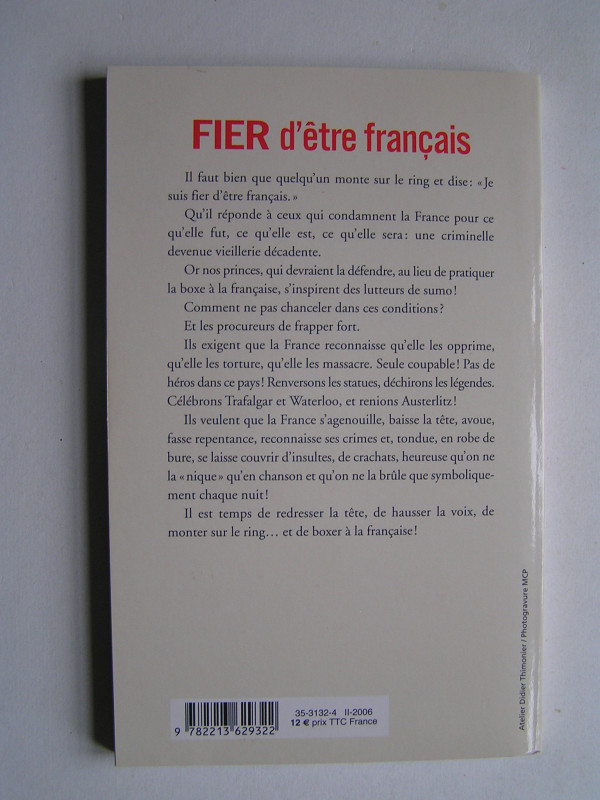 FIER d'être français
Il faut bien que quelqu'un monte sur le ring et dise : « Je
suis fier d'être français. »
Qu'il réponde à ceux qui condamnent la France pour ce
qu'elle fut, ce qu'elle est, ce qu'elle sera : une criminelle
devenue vieillerie décadente.
Or nos princes, qui devraient la défendre, au lieu de pratiquer
la boxe à la française, s'inspirent des lutteurs de sumo !
Comment ne pas chanceler dans ces conditions ?
Et les procureurs de frapper fort.
Ils exigent que la France reconnaisse qu'elle les opprime,
qu'elle les torture, qu'elle les massacre. Seule coupable ! Pas de
héros dans ce pays ! Renversons les statues, déchirons les légendes.
Célébrons Trafalgar et Waterloo, et renions Austerlitz !
Ils veulent que la France s'agenouille, baisse la tête, avoue,
fasse repentance, reconnaisse ses crimes et, tondue, en robe de
bure, se laisse couvrir d'insultes, de crachats, heureuse qu'on ne
la « nique » qu'en chanson et qu'on ne la brûle que symbolique-
ment chaque nuit !
Il est temps de redresser la tête, de hausser la voix, de
monter sur le ring… et de boxer à la française !
Atelier Didier Thimonier / Photogravure MCP
35-3132-4 II-2006
12 € prix TTC France
9 782213 629322